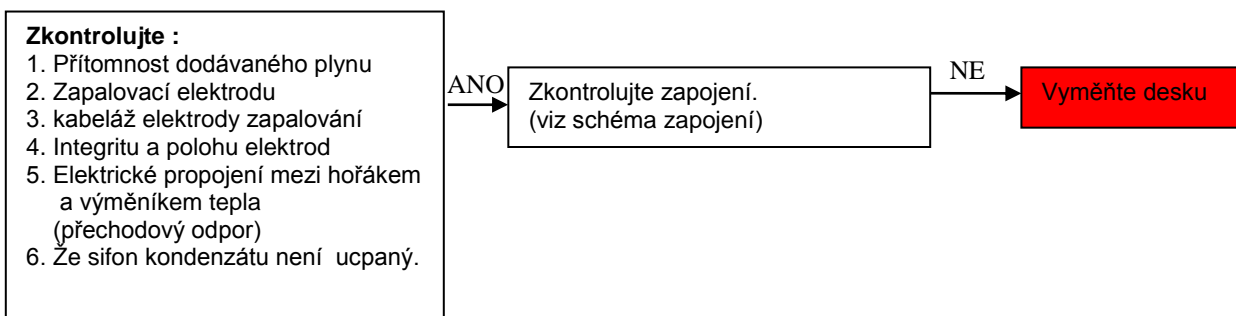 Zkontrolujte :
1. Přítomnost dodávaného plynu
2. Zapalovací elektrodu
3. kabeláž elektrody zapalování
4. Integritu a polohu elektrod
5. Elektrické propojení mezi hořákem
a výměníkem tepla
(přechodový odpor)
6. Že sifon kondenzátu není ucpaný.
ANO
Zkontrolujte zapojení.
(viz schéma zapojení)
NE
Vyměňte desku